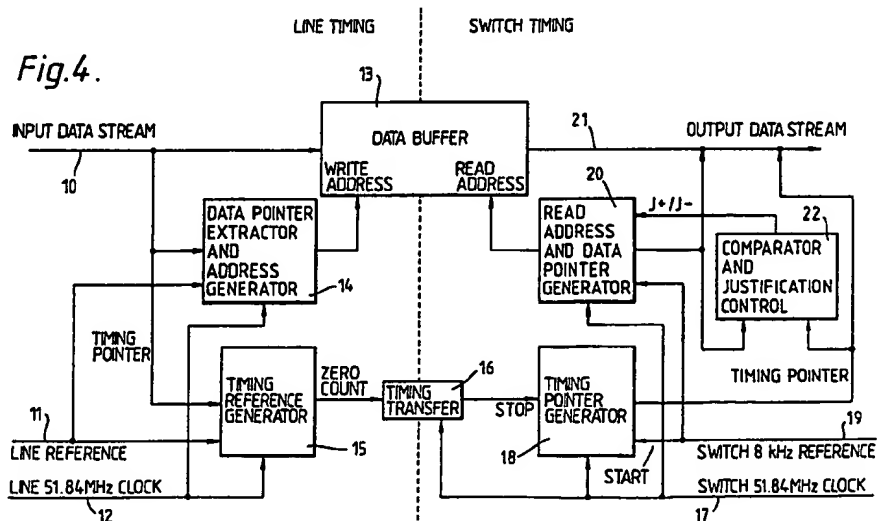 LINE TIMING
SWITCH TIMING
Fig.4.
13
INPUT DATA STREAM
10
DATA BUFFER
WRITE ADDRESS
READ ADDRESS
21
OUTPUT DATA STREAM
DATA POINTER
EXTRACTOR
AND
ADDRESS
GENERATOR
14
20
READ
ADDRESS
AND DATA
POINTER
GENERATOR
J+/J-
22
COMPARATOR
AND
JUSTIFICATION
CONTROL
TIMING
POINTER
TIMING
REFERENCE
GENERATOR
15
ZERO
COUNT
16
TIMING
TRANSFER
STOP
TIMING
POINTER
GENERATOR
18
TIMING POINTER
11
LINE REFERENCE
START
19
SWITCH 8 kHz REFERENCE
LINE 51.84MHz CLOCK
12
SWITCH 51.84MHz CLOCK
17